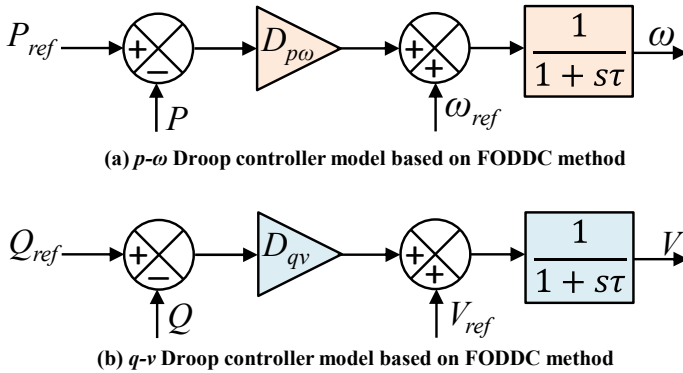 P_ref + − P D_pω + + ω_ref 1 / 1 + sτ ω
(a) p-ω Droop controller model based on FODDC method
Q_ref + − Q D_qv + + V_ref 1 / 1 + sτ V
(b) q-v Droop controller model based on FODDC method